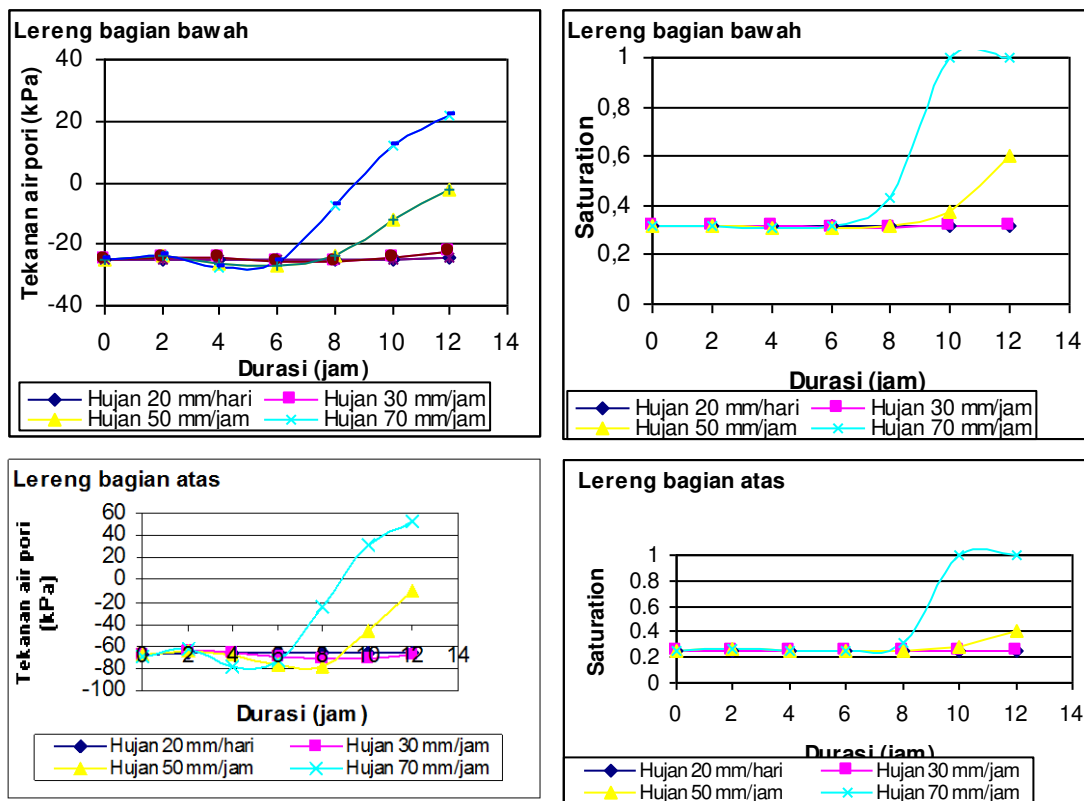 Lereng bagian bawah
Tekanan air pori (kPa)
40
20
0
-20
-40
0 2 4 6 8 10 12 14
Durasi (jam)
Hujan 20 mm/hari Hujan 30 mm/jam
Hujan 50 mm/jam Hujan 70 mm/jam
Lereng bagian bawah
Saturation
1
0,8
0,6
0,4
0,2
0
0 2 4 6 8 10 12 14
Durasi (jam)
Hujan 20 mm/hari Hujan 30 mm/jam
Hujan 50 mm/jam Hujan 70 mm/jam
Lereng bagian atas
Tekanan air pori
(kPa)
60
40
20
0
-20
-40
-60
-80
-100
0 2 4 6 8 10 12 14
Durasi (jam)
Hujan 20 mm/hari Hujan 30 mm/jam
Hujan 50 mm/jam Hujan 70 mm/jam
Lereng bagian atas
Saturation
1
0,8
0,6
0,4
0,2
0
0 2 4 6 8 10 12 14
Durasi (jam)
Hujan 20 mm/hari Hujan 30 mm/jam
Hujan 50 mm/jam Hujan 70 mm/jam